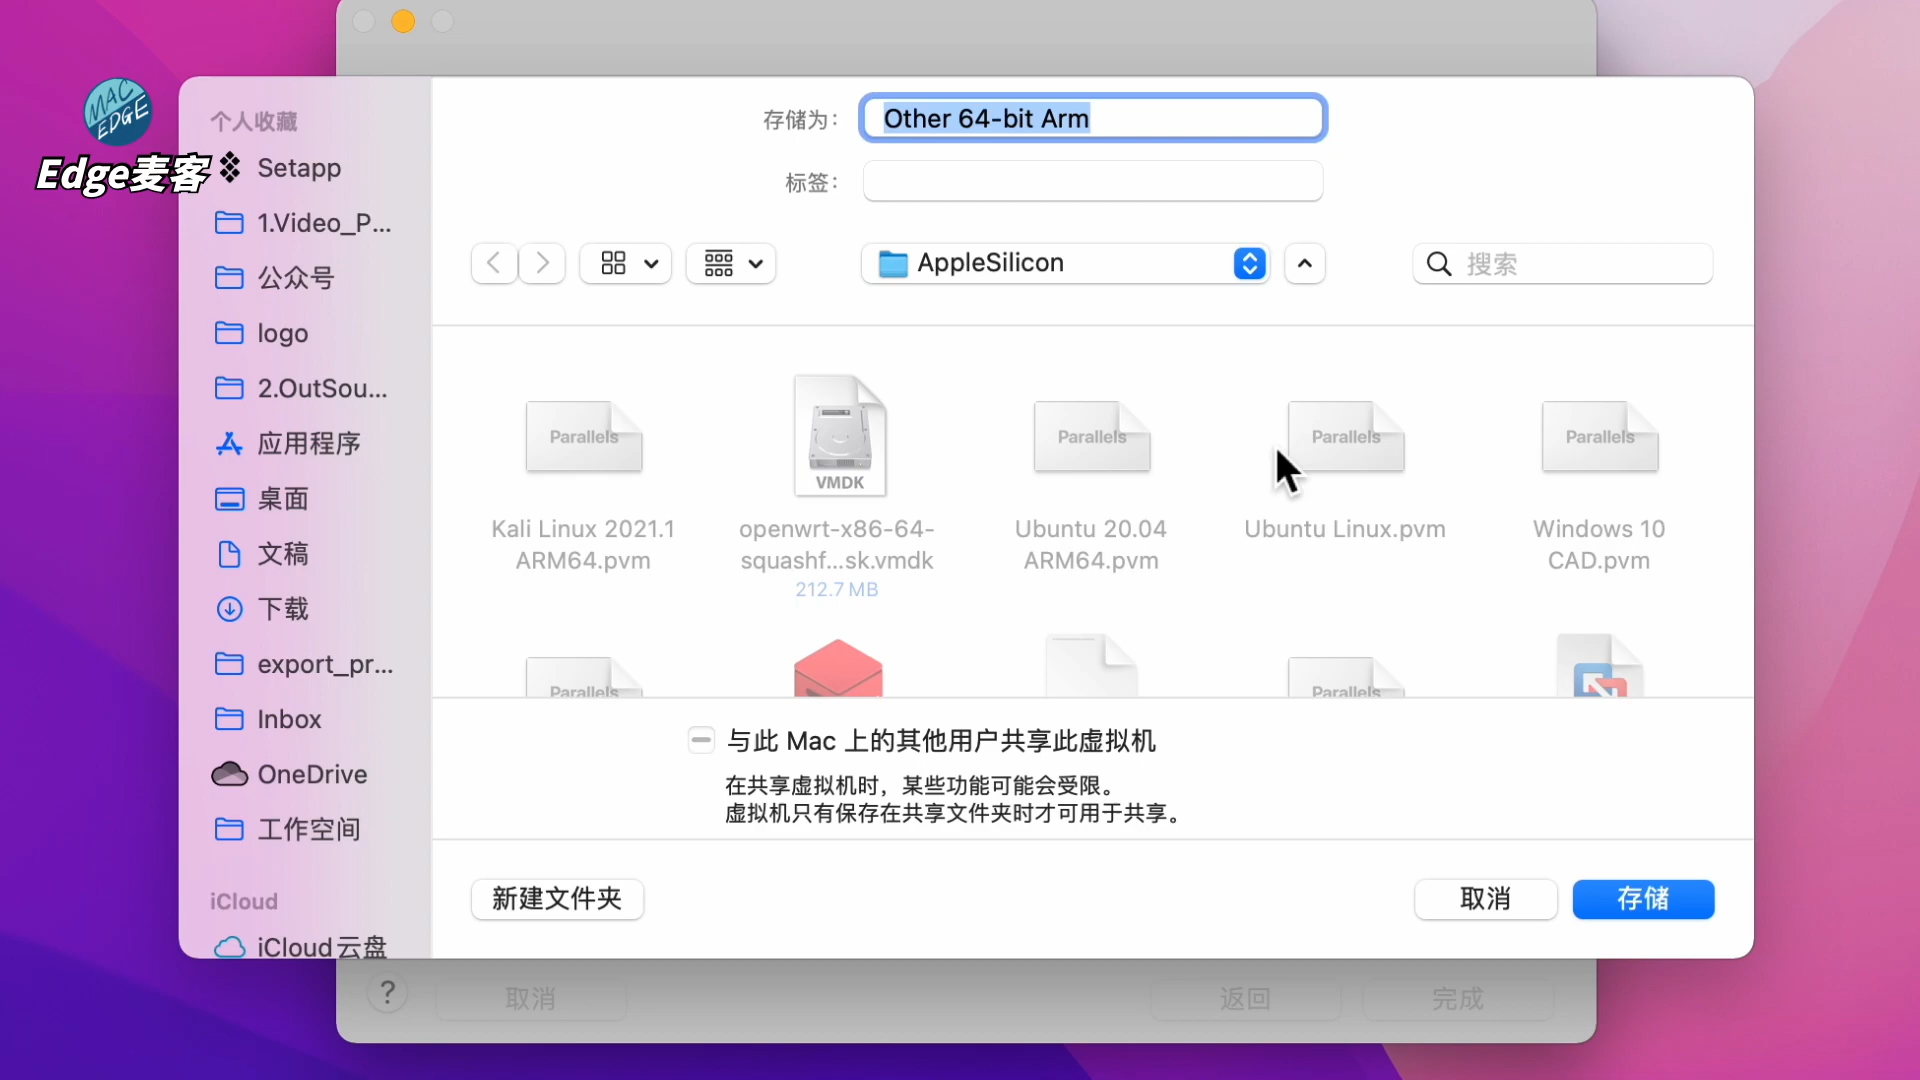 MAC EDGE
Edge麦客
个人收藏
Setapp
1.Video_P...
公众号
logo
2.OutSou...
应用程序
桌面
文稿
下载
export_pr...
Inbox
OneDrive
工作空间
iCloud
iCloud云盘
存储为：
Other 64-bit Arm
标签：
AppleSilicon
搜索
Parallels
Kali Linux 2021.1
ARM64.pvm
VMDK
openwrt-x86-64-
squashf...sk.vmdk
212.7 MB
Parallels
Ubuntu 20.04
ARM64.pvm
Parallels
Ubuntu Linux.pvm
Parallels
Windows 10
CAD.pvm
Parallels
Parallels
与此 Mac 上的其他用户共享此虚拟机
在共享虚拟机时，某些功能可能会受限。
虚拟机只有保存在共享文件夹时才可用于共享。
新建文件夹
取消
存储
?
取消
返回
完成